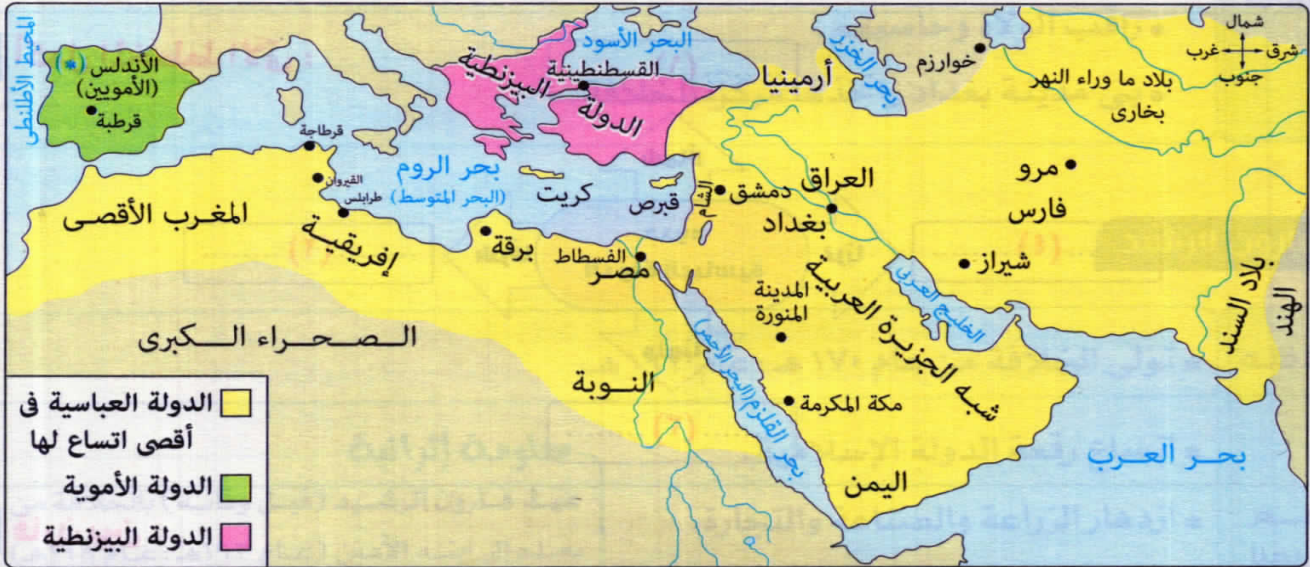 شمال
شرق
غرب
جنوب
بحر الخزر
خوارزم
بلاد ما وراء النهر
بخارى
أرمينيا
البحر الأسود
القسطنطينية
الدولة البيزنطية
المحيط الأطلنطى
الأندلس (*)
(الأمويين)
قرطبة
قرطاجة
القيروان
طرابلس
بحر الروم
(البحر المتوسط)
كريت
قبرص
الشام
دمشق
العراق
بغداد
مرو
فارس
شيراز
بلاد السند
الهند
المغرب الأقصى
إفريقية
برقة
الفسطاط
مصر
المدينة
المنورة
شبه الجزيرة العربية
الخليج العربى
الصحراء الكبرى
النوبة
بحر القلزم (البحر الأحمر)
مكة المكرمة
اليمن
بحر العرب
الدولة العباسية فى
أقصى اتساع لها
الدولة الأموية
الدولة البيزنطية